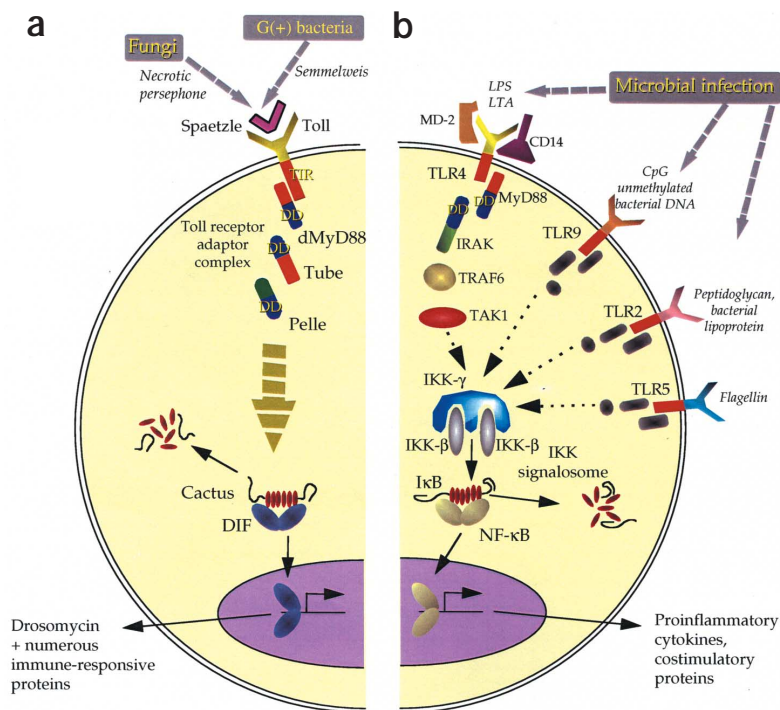 a
Fungi
G(+) bacteria
Necrotic
persephone
Semmelweis
Spaetzle
Toll
TIR
DD
dMyD88
Toll receptor
adaptor
complex
DD
Tube
DD
Pelle
Cactus
DIF
Drosomycin
+ numerous
immune-responsive
proteins
b
Microbial infection
LPS
LTA
MD-2
CD14
TLR4
DD
MyD88
DD
IRAK
TRAF6
TAK1
CpG
unmethylated
bacterial DNA
TLR9
Peptidoglycan,
bacterial
lipoprotein
TLR2
TLR5
Flagellin
IKK-γ
IKK-β
IKK-β
IKK
signalosome
IκB
NF-κB
Proinflammatory
cytokines,
costimulatory
proteins